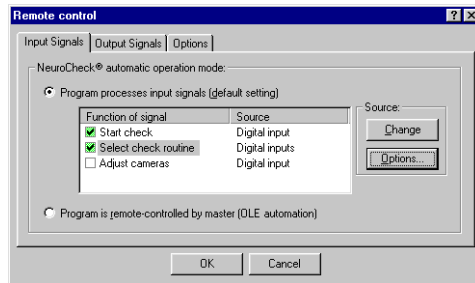 Remote control
Input Signals Output Signals Options
NeuroCheck® automatic operation mode:
Program processes input signals (default setting)
Source:
Function of signal Source
Start check Digital input
Change
Select check routine Digital inputs
Options...
Adjust cameras Digital input
Program is remote-controlled by master (OLE automation)
OK Cancel